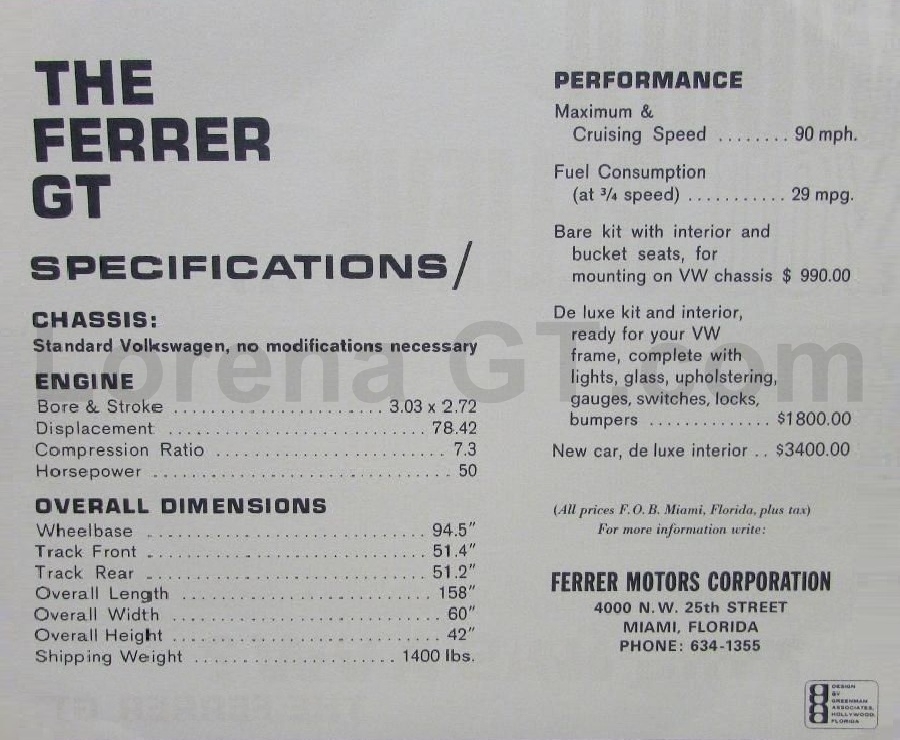 THE
FERRER
GT
SPECIFICATIONS/
CHASSIS:
Standard Volkswagen, no modifications necessary
ENGINE
Bore & Stroke ........................ 3.03 x 2.72
Displacement .............................. 78.42
Compression Ratio ........................ 7.3
Horsepower ................................ 50
OVERALL DIMENSIONS
Wheelbase ............................. 94.5"
Track Front ............................ 51.4"
Track Rear ............................. 51.2"
Overall Length .......................... 158"
Overall Width ........................... 60"
Overall Height .......................... 42"
Shipping Weight ..................... 1400 lbs.
PERFORMANCE
Maximum &
Cruising Speed ........ 90 mph.
Fuel Consumption
(at ¾ speed) ........... 29 mpg.
Bare kit with interior and
bucket seats, for
mounting on VW chassis $ 990.00
De luxe kit and interior,
ready for your VW
frame, complete with
lights, glass, upholstering,
gauges, switches, locks,
bumpers .............. $1800.00
New car, de luxe interior .. $3400.00
(All prices F.O.B. Miami, Florida, plus tax)
For more information write:
FERRER MOTORS CORPORATION
4000 N.W. 25th STREET
MIAMI, FLORIDA
PHONE: 634-1355
DESIGN
BY
GREENMAN
ASSOCIATES,
HOLLYWOOD,
FLORIDA
Lorena GT.com